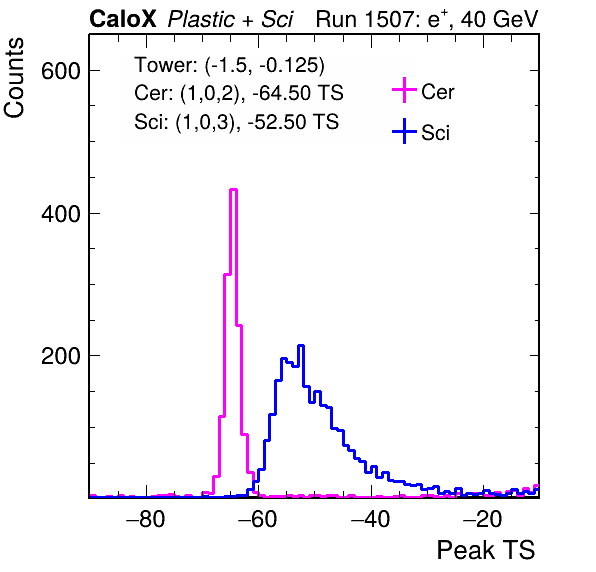 CaloX Plastic + Sci Run 1507: e+, 40 GeV
Counts
Tower: (-1.5, -0.125)
Cer: (1,0,2), -64.50 TS
Sci: (1,0,3), -52.50 TS
Cer
Sci
600
400
200
−80 −60 −40 −20
Peak TS